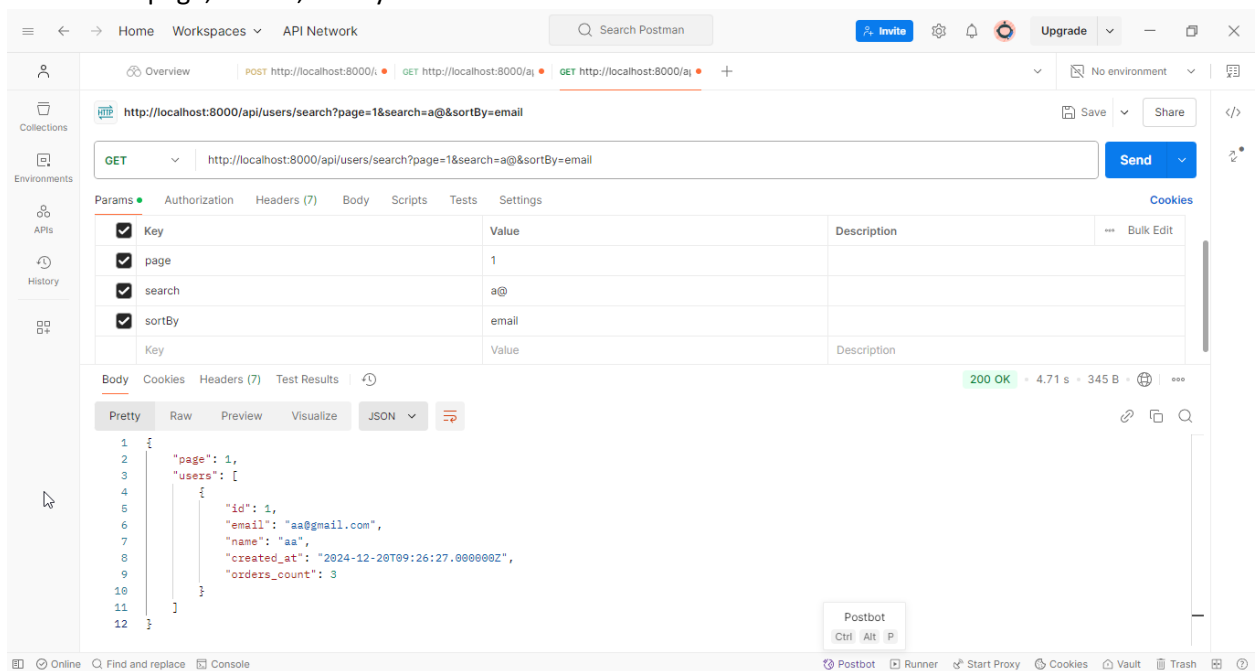 Home Workspaces API Network Search Postman Invite Upgrade
Overview POST http://localhost:8000/a GET http://localhost:8000/a GET http://localhost:8000/a No environment
HTTP http://localhost:8000/api/users/search?page=1&search=a@&sortBy=email Save Share
Collections
GET http://localhost:8000/api/users/search?page=1&search=a@&sortBy=email Send
Environments
Params Authorization Headers (7) Body Scripts Tests Settings Cookies
APIs
Key Value Description Bulk Edit
page 1
History
search a@
sortBy email
Key Value Description
Body Cookies Headers (7) Test Results 200 OK 4.71 s 345 B
Pretty Raw Preview Visualize JSON
1 {
2 "page": 1,
3 "users": [
4 {
5 "id": 1,
6 "email": "aa@gmail.com",
7 "name": "aa",
8 "created_at": "2024-12-20T09:26:27.000000Z",
9 "orders_count": 3
10 }
11 ]
12 }
Postbot
Ctrl Alt P
Online Find and replace Console Postbot Runner Start Proxy Cookies Vault Trash